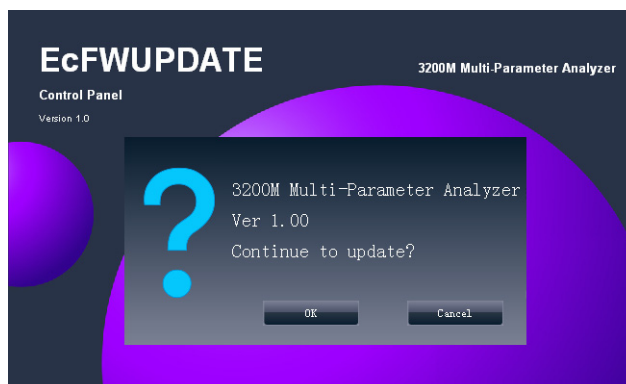 EcFWUPDATE
3200M Multi-Parameter Analyzer
Control Panel
Version 1.0
3200M Multi-Parameter Analyzer
Ver 1.00
Continue to update?
OK
Cancel